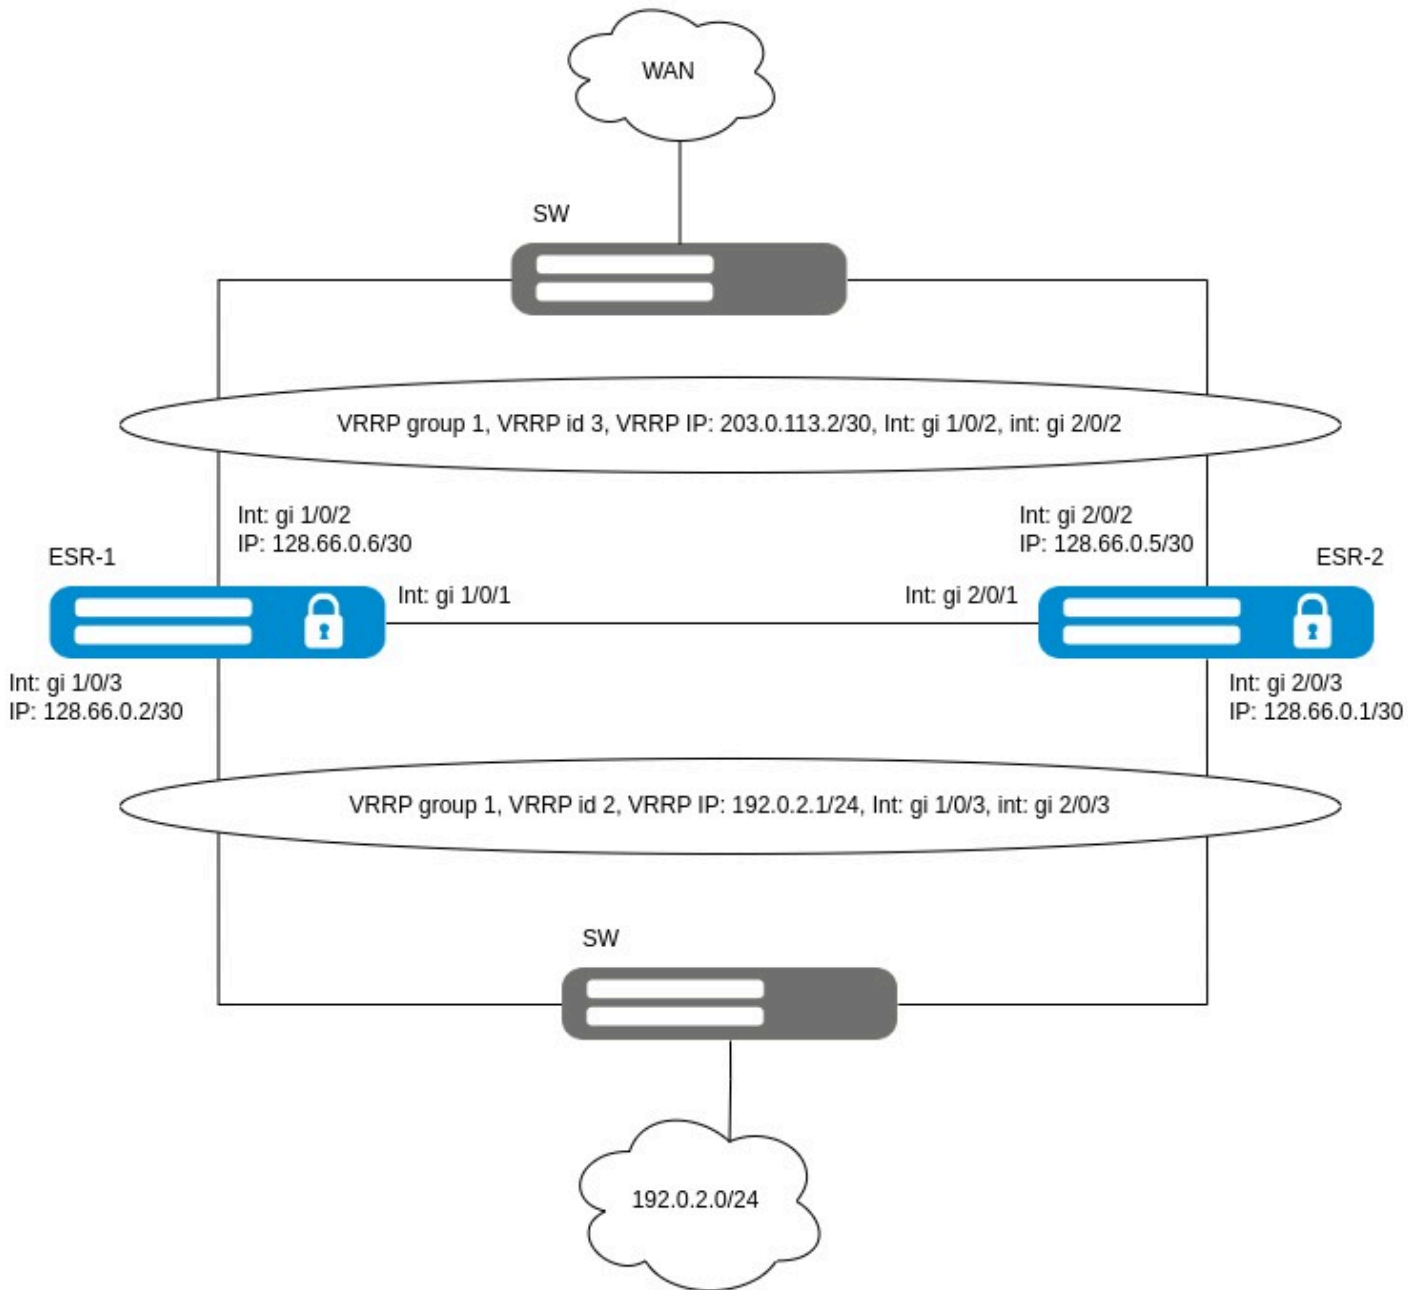 WAN
SW
VRRP group 1, VRRP id 3, VRRP IP: 203.0.113.2/30, Int: gi 1/0/2, int: gi 2/0/2
Int: gi 1/0/2
IP: 128.66.0.6/30
Int: gi 2/0/2
IP: 128.66.0.5/30
ESR-1
ESR-2
Int: gi 1/0/1
Int: gi 2/0/1
Int: gi 1/0/3
IP: 128.66.0.2/30
Int: gi 2/0/3
IP: 128.66.0.1/30
VRRP group 1, VRRP id 2, VRRP IP: 192.0.2.1/24, Int: gi 1/0/3, int: gi 2/0/3
SW
192.0.2.0/24